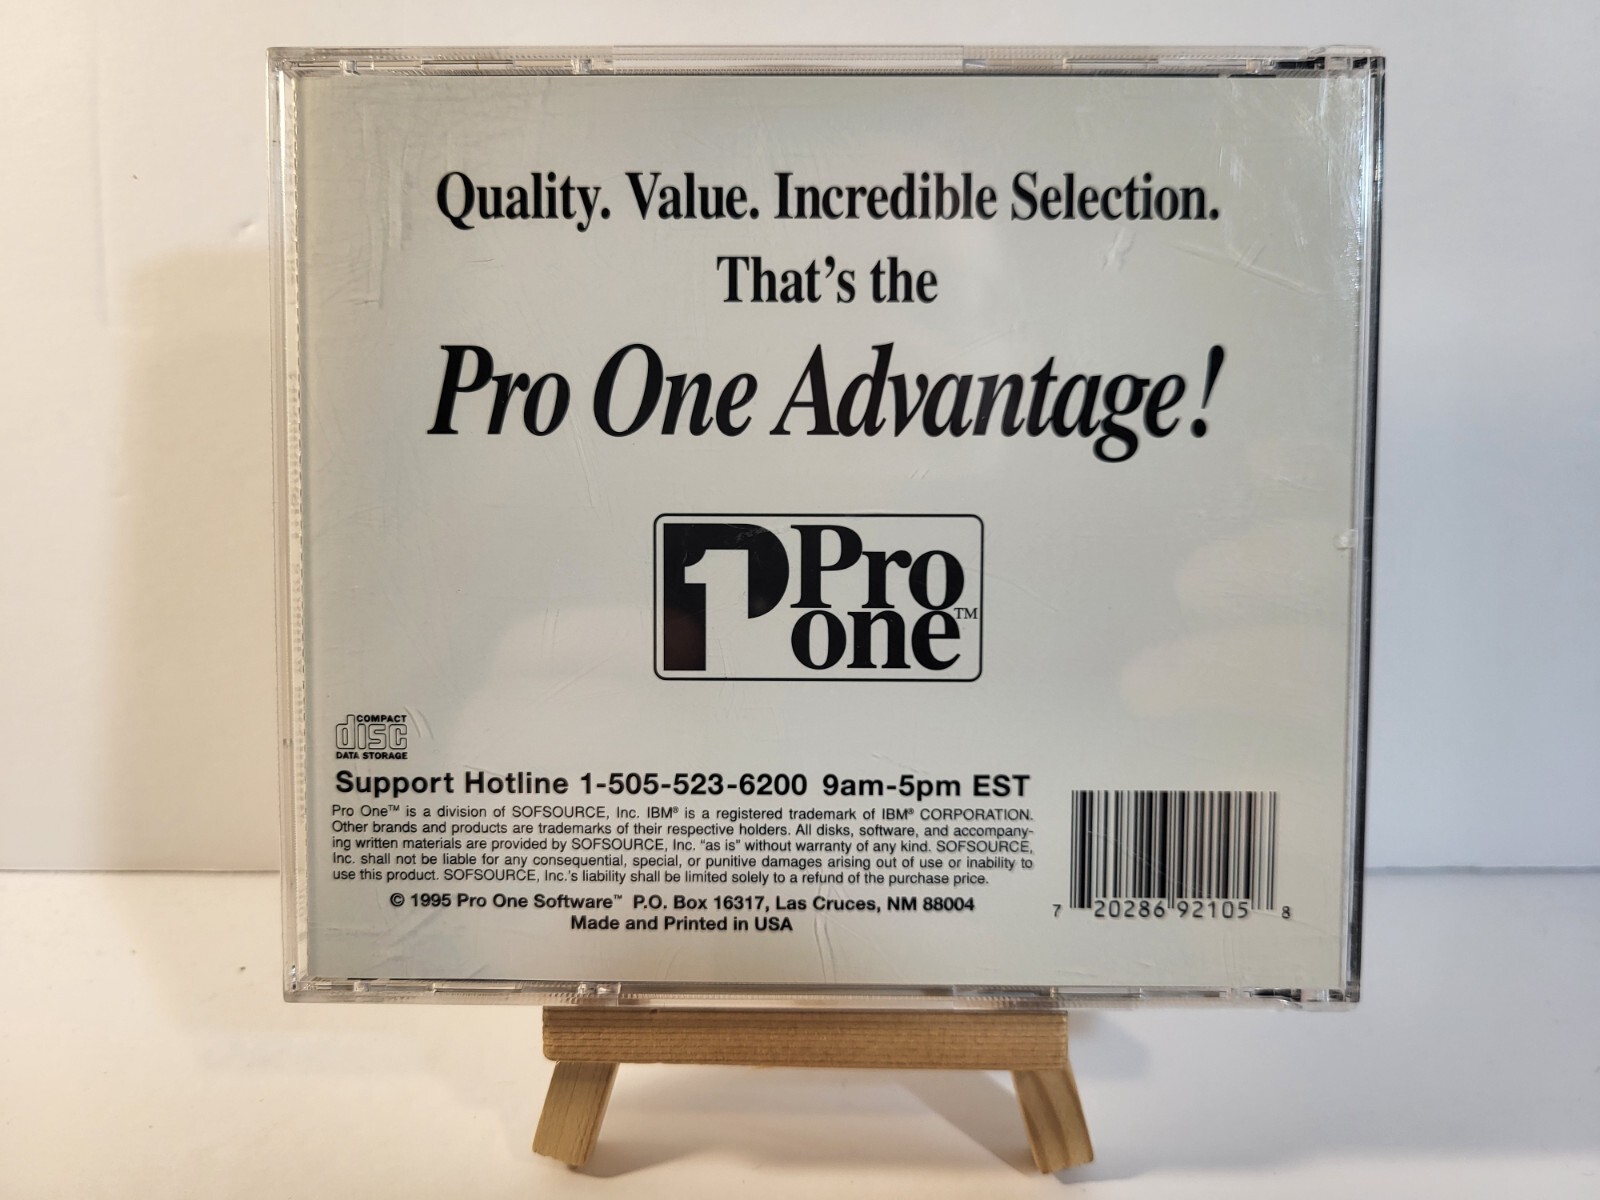 Quality. Value. Incredible Selection.
That's the
Pro One Advantage!
1 Pro
one™
COMPACT
disc
DATA STORAGE
Support Hotline 1-505-523-6200 9am-5pm EST
Pro One™ is a division of SOFSOURCE, Inc. IBM® is a registered trademark of IBM® CORPORATION.
Other brands and products are trademarks of their respective holders. All disks, software, and accompany-
ing written materials are provided by SOFSOURCE, Inc. "as is" without warranty of any kind. SOFSOURCE,
Inc. shall not be liable for any consequential, special, or punitive damages arising out of use or inability to
use this product. SOFSOURCE, Inc.'s liability shall be limited solely to a refund of the purchase price.
© 1995 Pro One Software™ P.O. Box 16317, Las Cruces, NM 88004
Made and Printed in USA
7 20286 92105 8